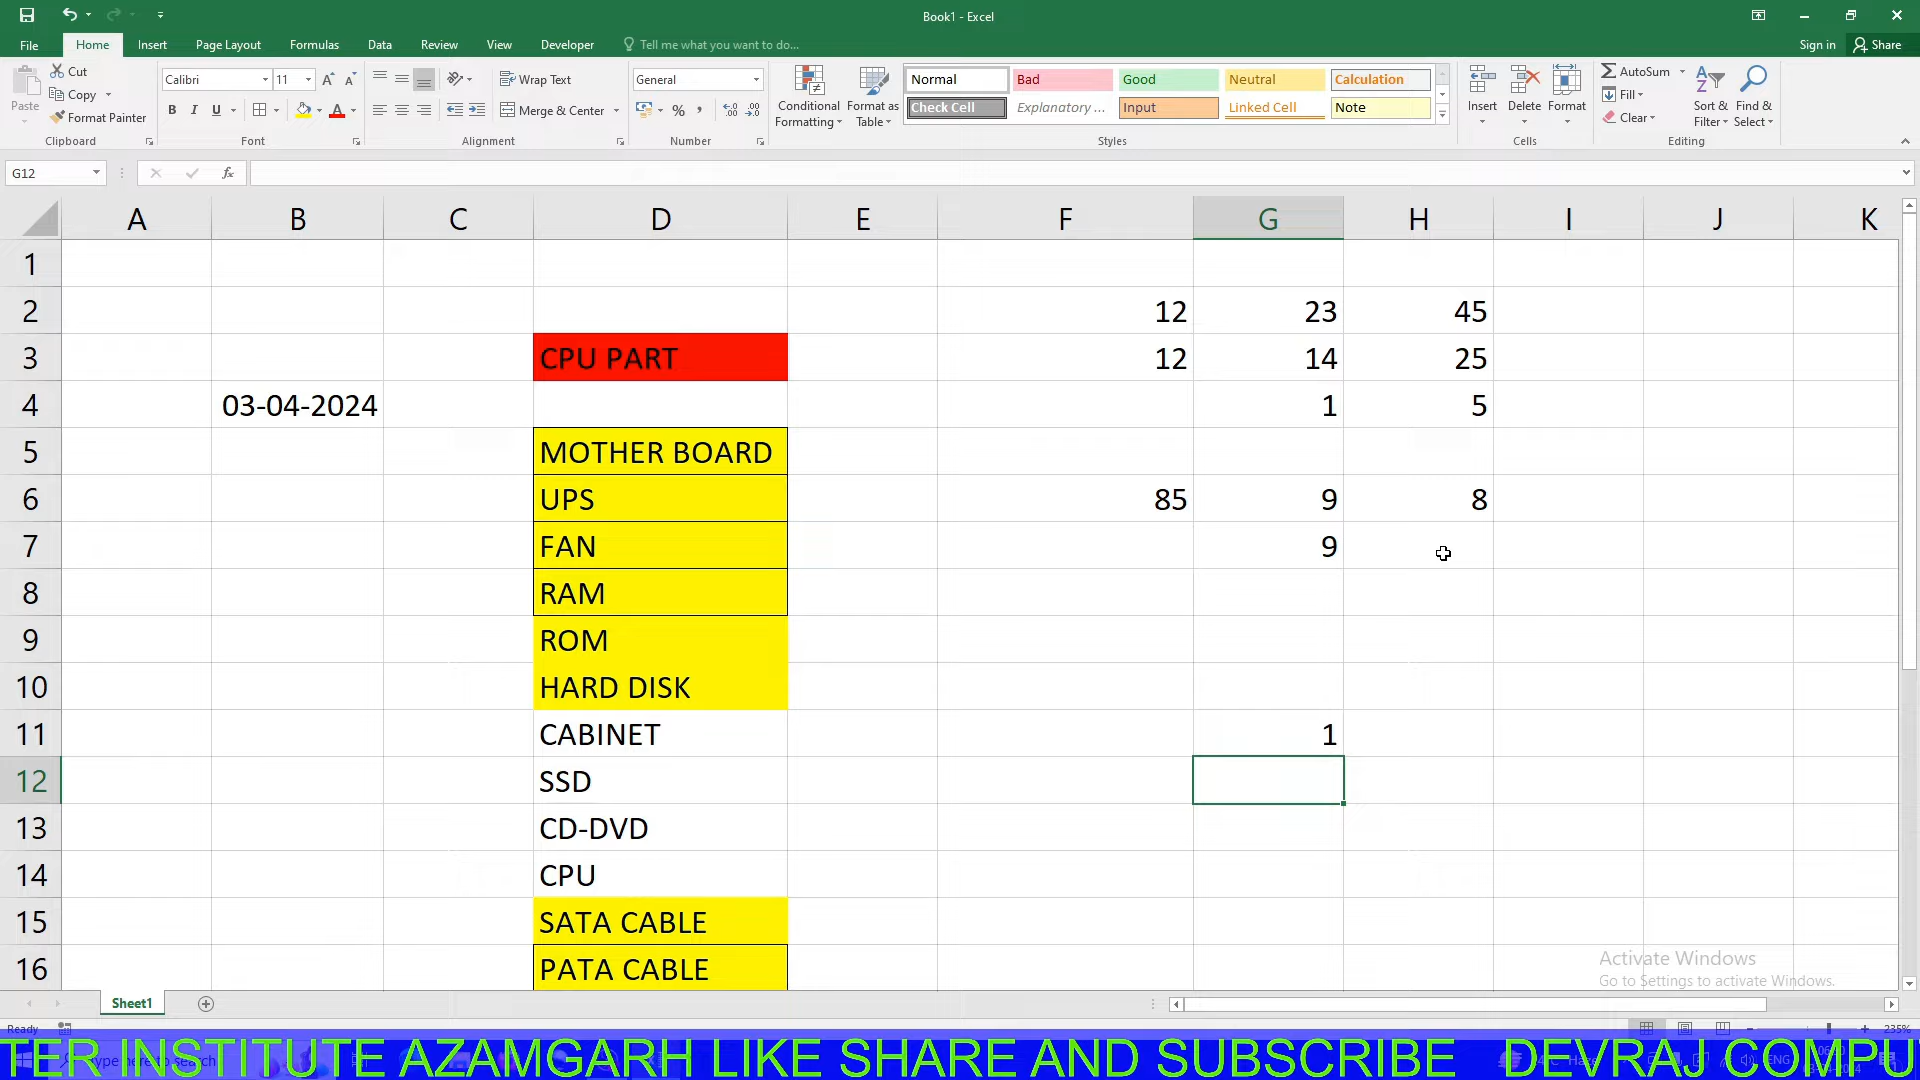 Book1 - Excel
File Home Insert Page Layout Formulas Data Review View Developer Tell me what you want to do... Sign in Share
Paste Cut Copy Format Painter Clipboard
Calibri 11 B I U Font
Wrap Text Merge & Center Alignment
General % Number
Conditional Formatting Format as Table
Normal Bad Good Neutral Calculation
Check Cell Explanatory ... Input Linked Cell Note
Styles
Insert Delete Format Cells
AutoSum Fill Clear Sort & Filter Find & Select Editing
G12 fx
A B C D E F G H I J K
1
2 12 23 45
3 CPU PART 12 14 25
4 03-04-2024 1 5
5 MOTHER BOARD
6 UPS 85 9 8
7 FAN 9
8 RAM
9 ROM
10 HARD DISK
11 CABINET 1
12 SSD
13 CD-DVD
14 CPU
15 SATA CABLE
16 PATA CABLE
Activate Windows
Go to Settings to activate Windows.
Sheet1
Ready 235%
TER INSTITUTE AZAMGARH LIKE SHARE AND SUBSCRIBE DEVRAJ COMPU